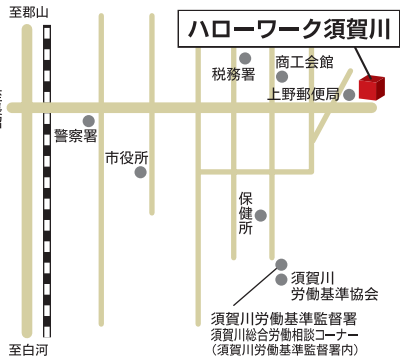 至郡山
ハローワーク須賀川
商工会館
税務署
上野郵便局
警察署
市役所
保健所
須賀川
労働基準協会
須賀川労働基準監督署
須賀川総合労働相談コーナー
（須賀川労働基準監督署内）
至白河